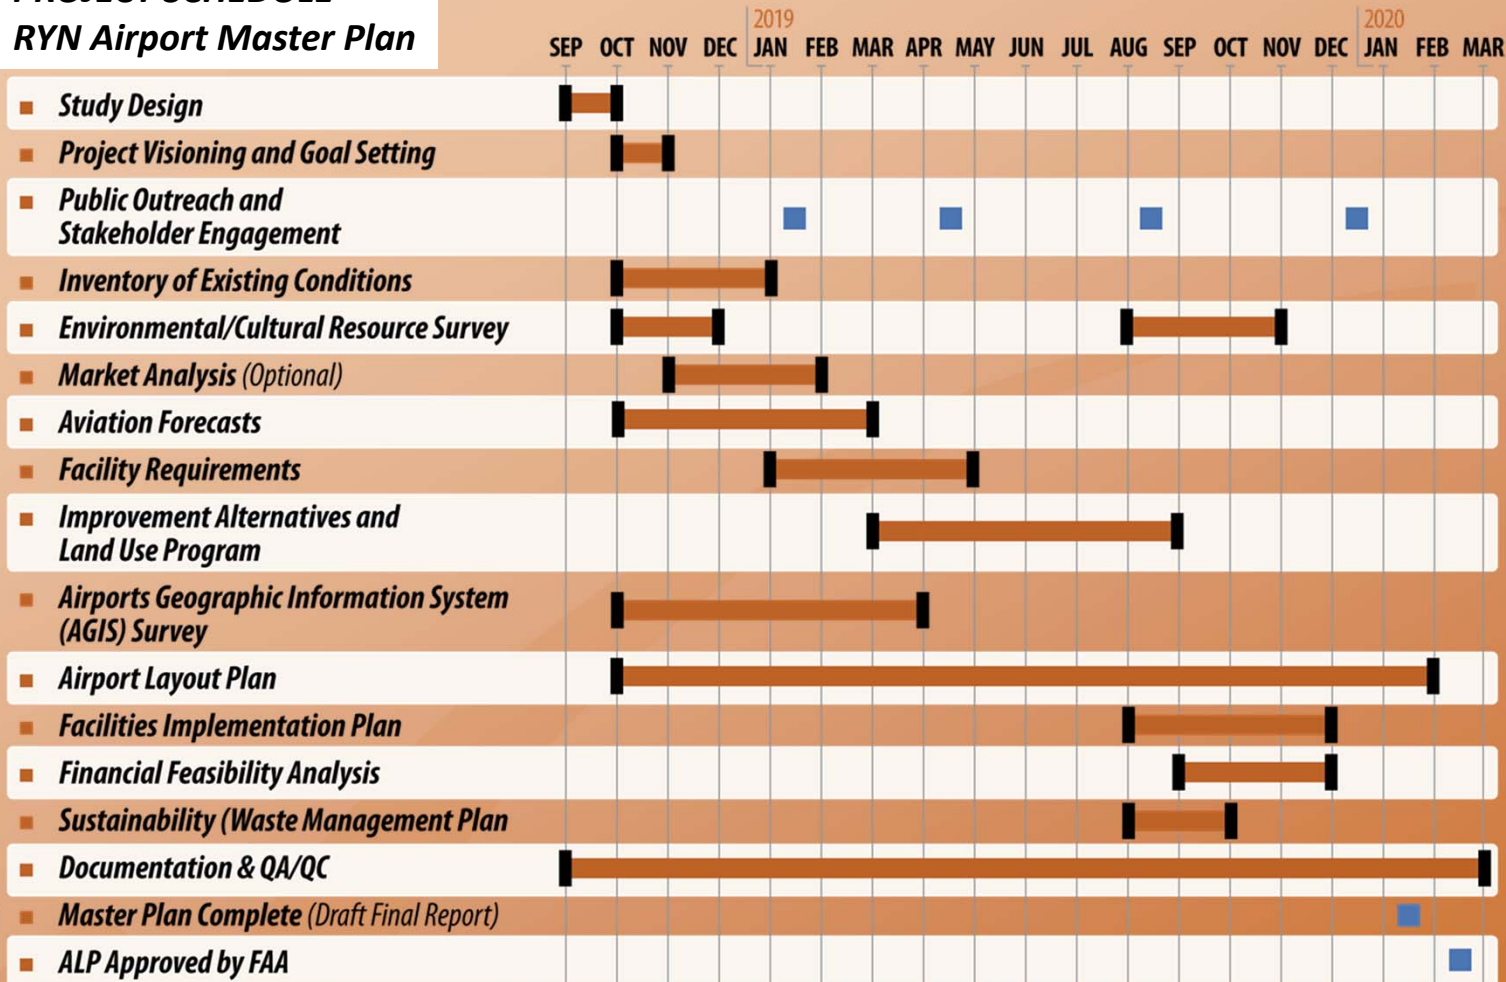 PROJECT SCHEDULE
RYN Airport Master Plan
2019
2020
SEP OCT NOV DEC JAN FEB MAR APR MAY JUN JUL AUG SEP OCT NOV DEC JAN FEB MAR
Study Design
Project Visioning and Goal Setting
Public Outreach and
Stakeholder Engagement
Inventory of Existing Conditions
Environmental/Cultural Resource Survey
Market Analysis (Optional)
Aviation Forecasts
Facility Requirements
Improvement Alternatives and
Land Use Program
Airports Geographic Information System
(AGIS) Survey
Airport Layout Plan
Facilities Implementation Plan
Financial Feasibility Analysis
Sustainability (Waste Management Plan
Documentation & QA/QC
Master Plan Complete (Draft Final Report)
ALP Approved by FAA